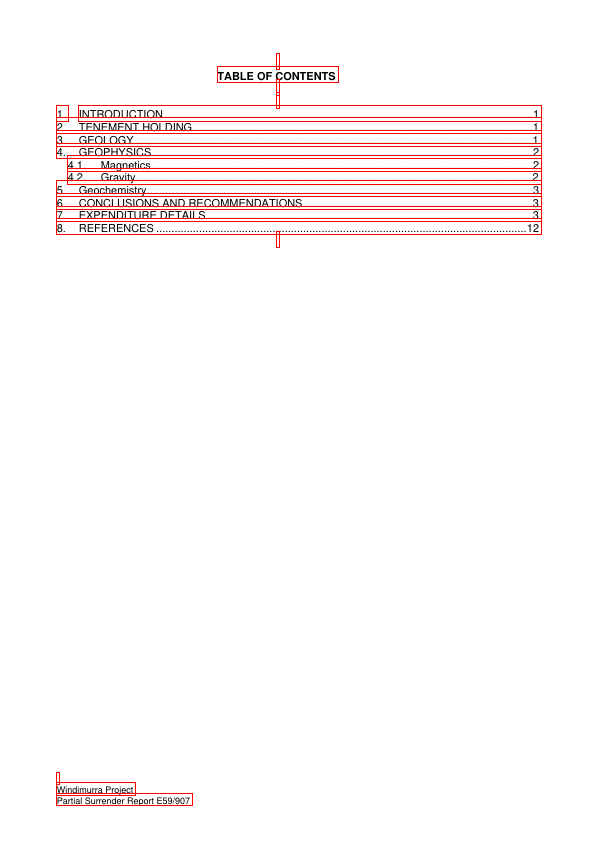 TABLE OF CONTENTS
1. INTRODUCTION 1
2. TENEMENT HOLDING 1
3. GEOLOGY 1
4. GEOPHYSICS 2
4.1 Magnetics 2
4.2 Gravity 2
5. Geochemistry 3
6. CONCLUSIONS AND RECOMMENDATIONS 3
7. EXPENDITURE DETAILS 3
8. REFERENCES 12
Windimurra Project
Partial Surrender Report E59/907